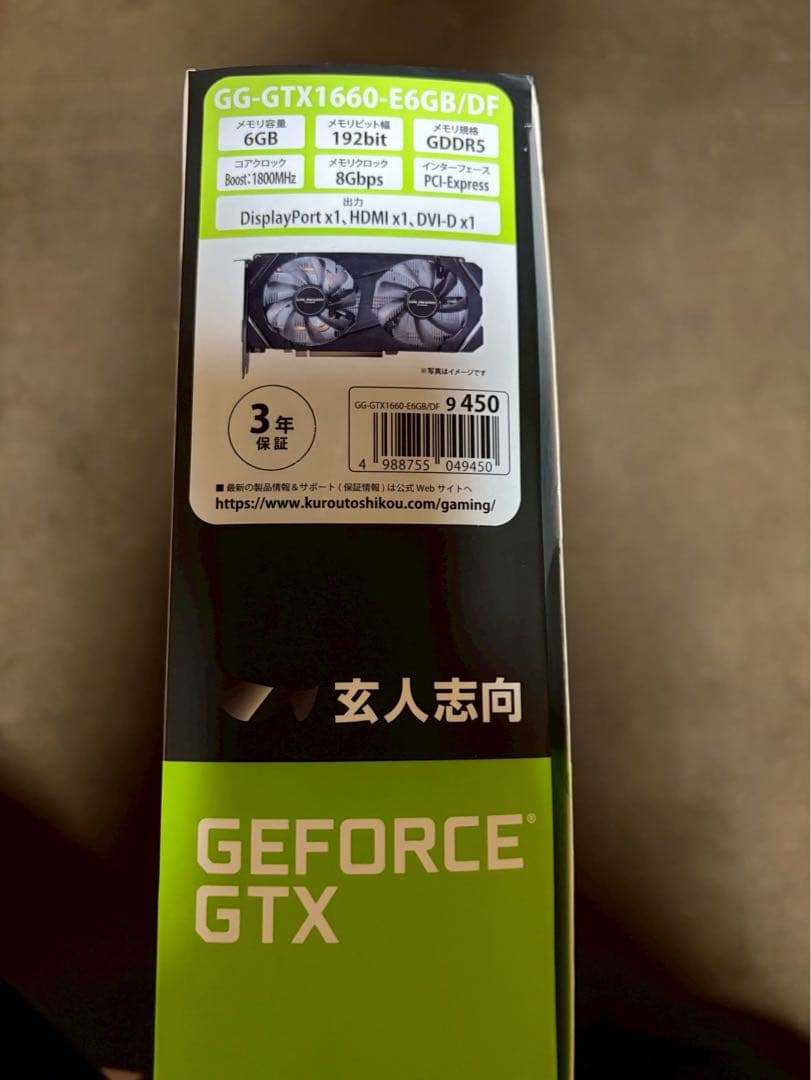 GG-GTX1660-E6GB/DF
メモリ容量 メモリビット幅 メモリ規格
6GB 192bit GDDR5
コアクロック メモリクロック インターフェース
Boost:1800MHz 8Gbps PCI-Express
出力
DisplayPort x1、HDMI x1、DVI-D x1
※写真はイメージです
3年
保証
GG-GTX1660-E6GB/DF 9 450
4 988755 049450
■ 最新の製品情報&サポート(保証情報)は公式 Web サイトへ
https://www.kuroutoshikou.com/gaming/
玄人志向
GEFORCE®
GTX